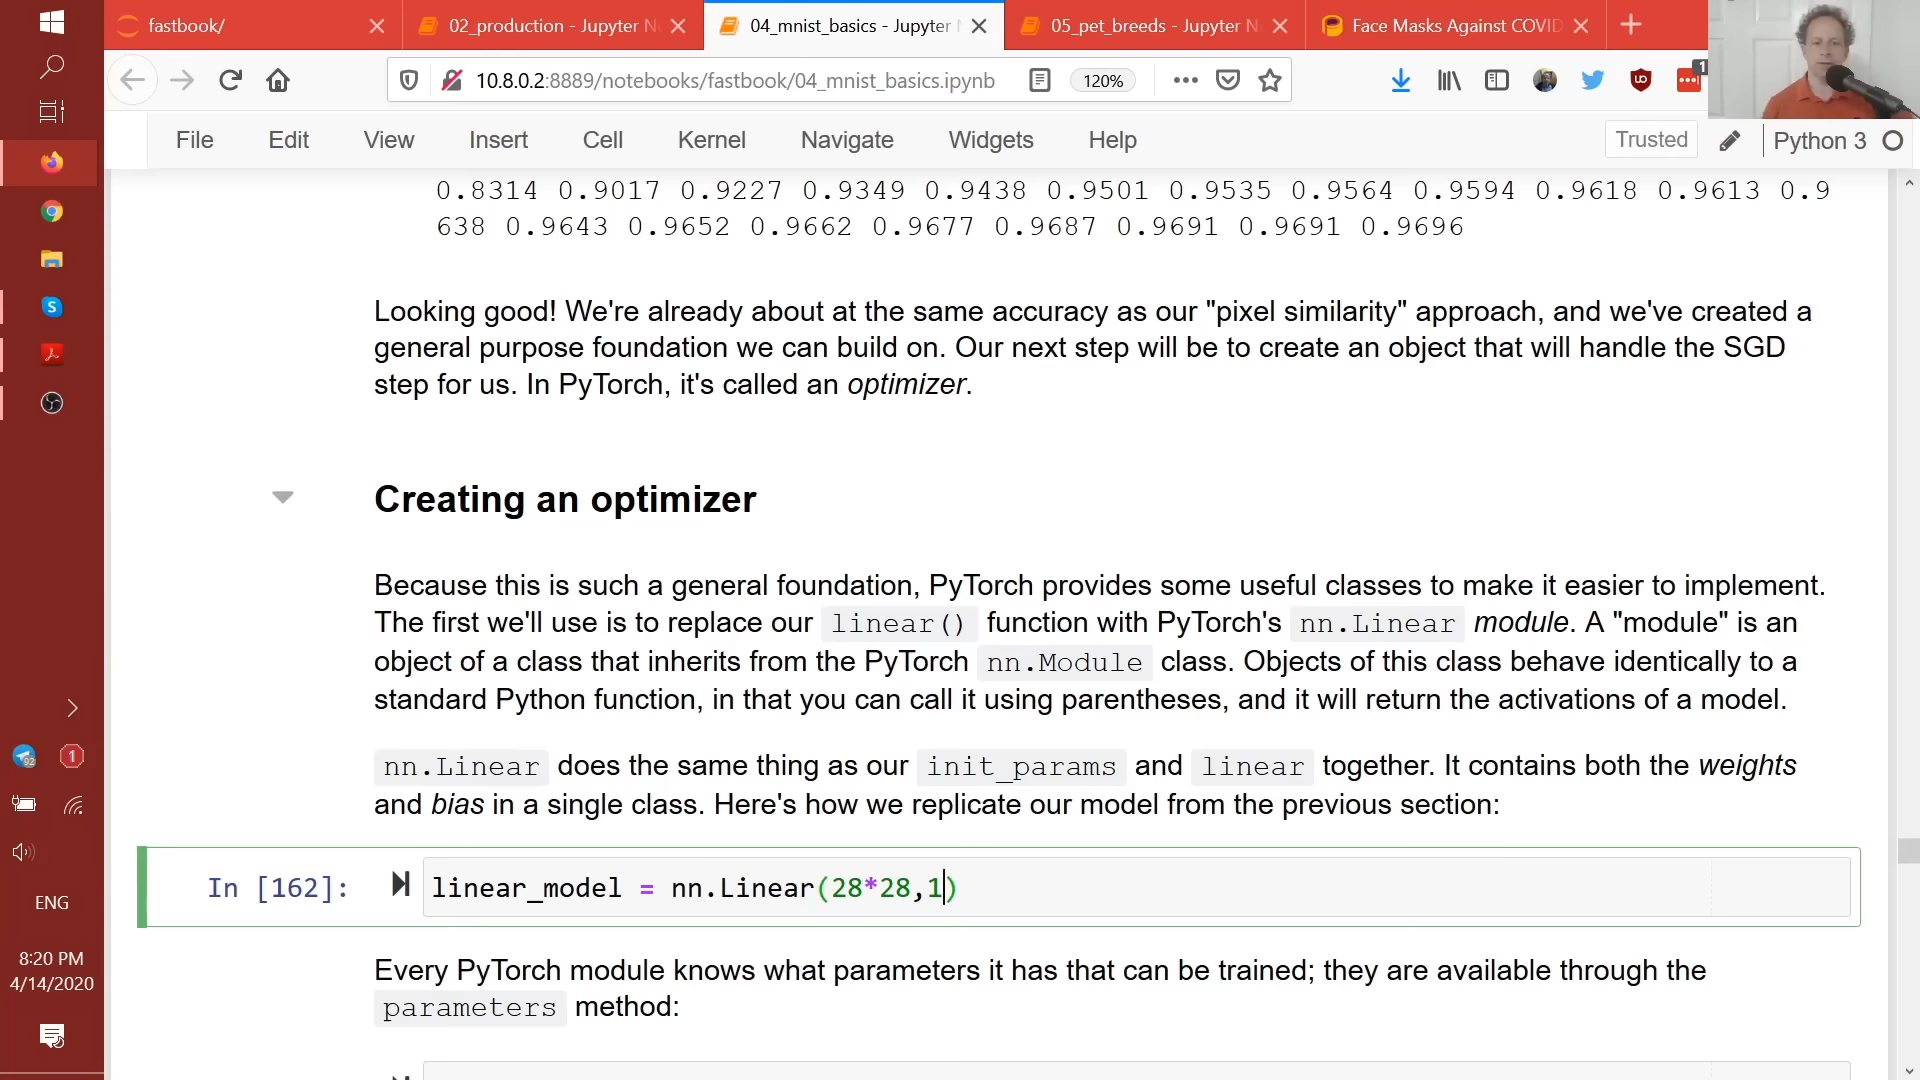 fastbook/
02_production - Jupyter N
04_mnist_basics - Jupyter
05_pet_breeds - Jupyter N
Face Masks Against COVID
10.8.0.2:8889/notebooks/fastbook/04_mnist_basics.ipynb
120%
1
File Edit View Insert Cell Kernel Navigate Widgets Help
Trusted
Python 3
0.8314 0.9017 0.9227 0.9349 0.9438 0.9501 0.9535 0.9564 0.9594 0.9618 0.9613 0.9
638 0.9643 0.9652 0.9662 0.9677 0.9687 0.9691 0.9691 0.9696
Looking good! We're already about at the same accuracy as our "pixel similarity" approach, and we've created a
general purpose foundation we can build on. Our next step will be to create an object that will handle the SGD
step for us. In PyTorch, it's called an optimizer.
Creating an optimizer
Because this is such a general foundation, PyTorch provides some useful classes to make it easier to implement.
The first we'll use is to replace our linear() function with PyTorch's nn.Linear module. A "module" is an
object of a class that inherits from the PyTorch nn.Module class. Objects of this class behave identically to a
standard Python function, in that you can call it using parentheses, and it will return the activations of a model.
nn.Linear does the same thing as our init_params and linear together. It contains both the weights
and bias in a single class. Here's how we replicate our model from the previous section:
In [162]: linear_model = nn.Linear(28*28,1)
Every PyTorch module knows what parameters it has that can be trained; they are available through the
parameters method:
S
92
1
ENG
8:20 PM
4/14/2020